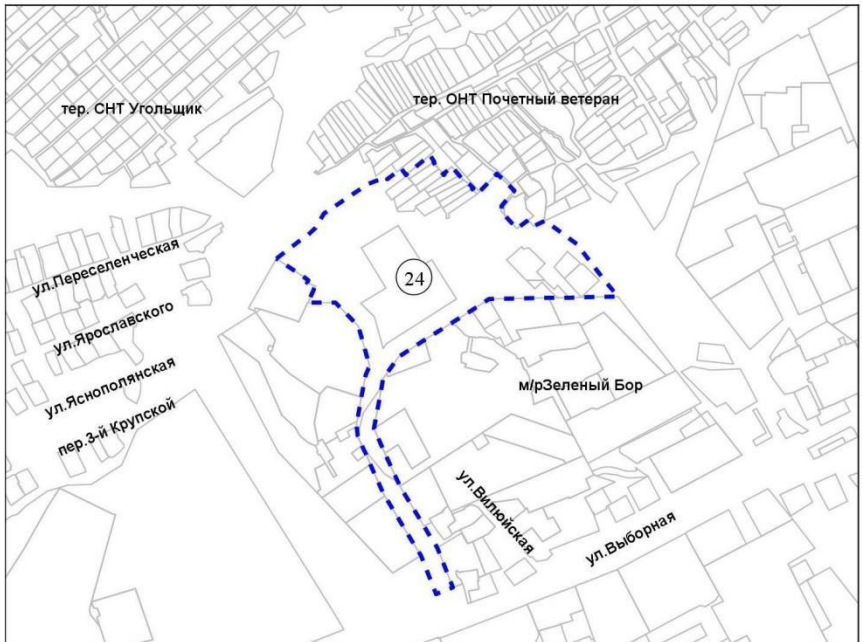 тер. СНТ Угольщик
тер. ОНТ Почетный ветеран
ул.Переселенческая
24
ул.Ярославского
ул.Яснополянская
м/рЗеленый Бор
пер.3-й Крупской
ул.Вилюйская
ул.Выборная